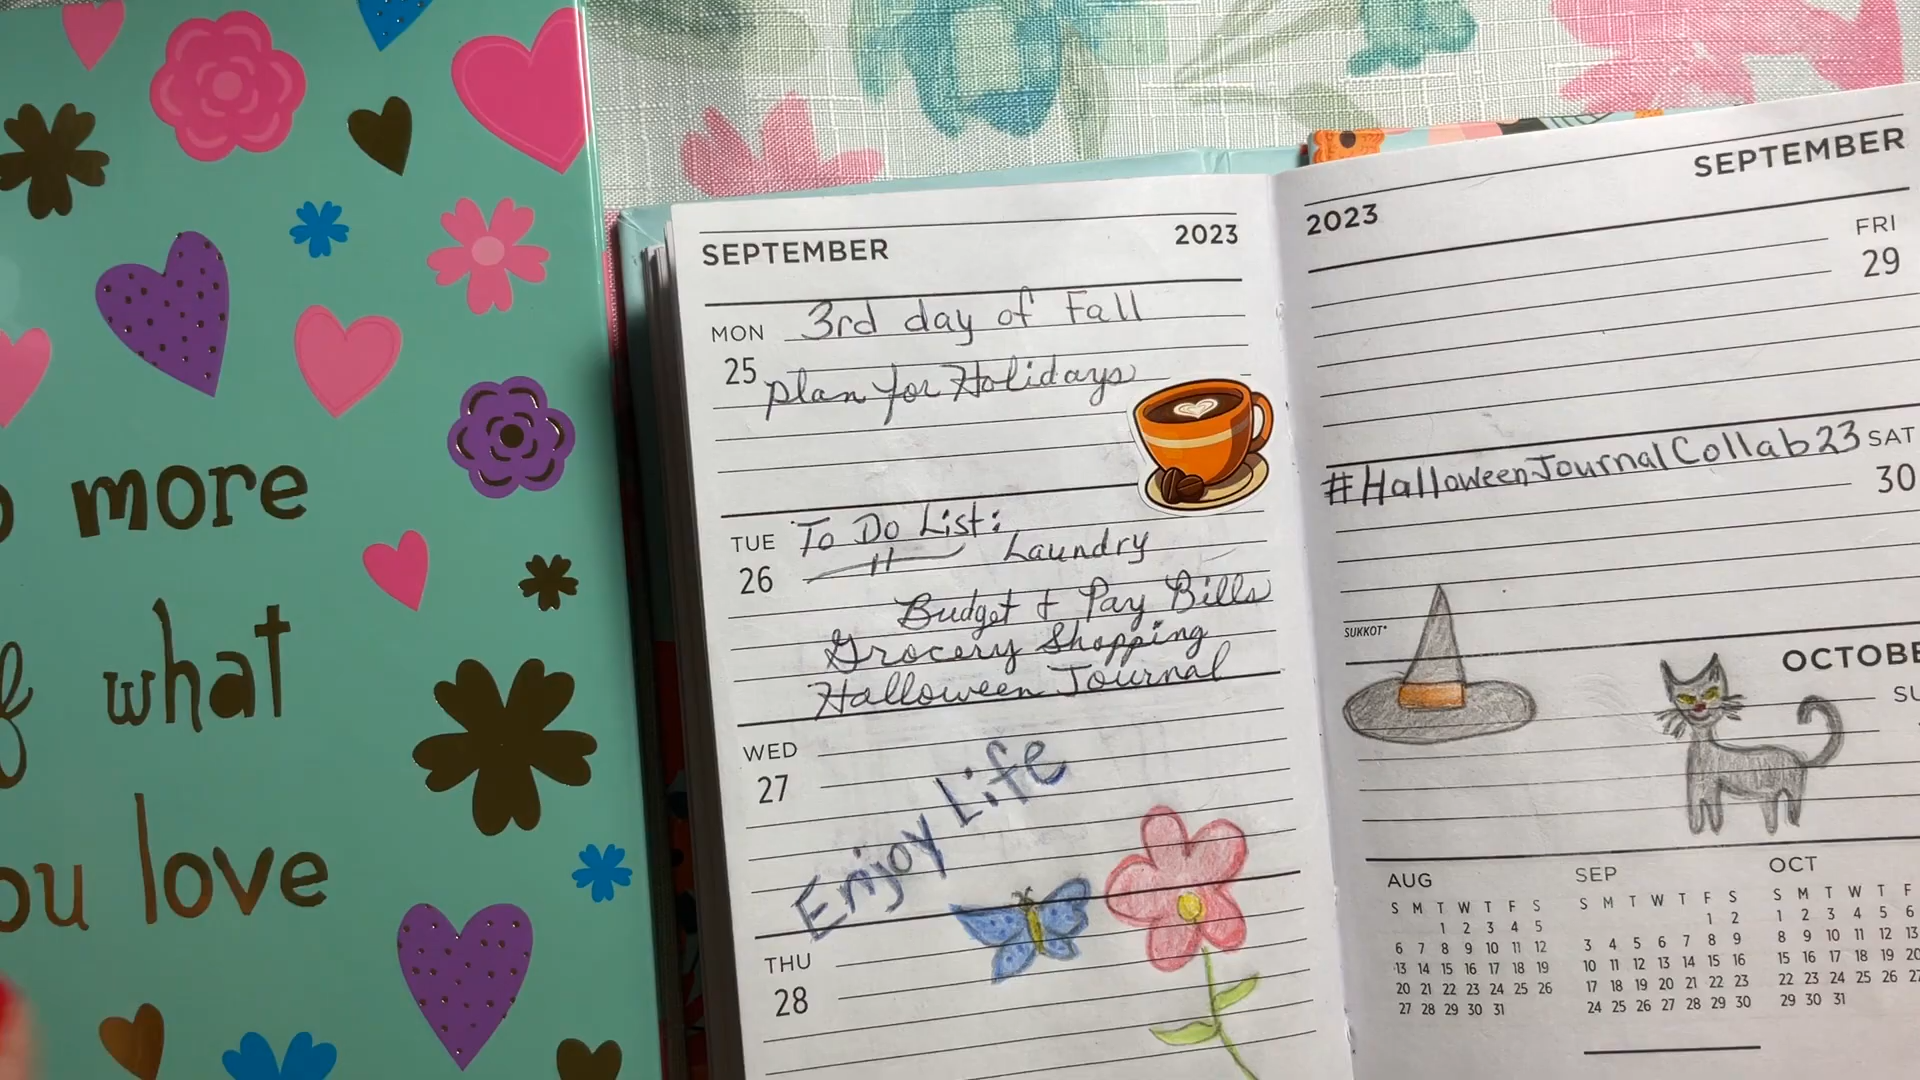 more
what
love
SEPTEMBER 2023
MON 3rd day of Fall
25 plan for Holidays
TUE To Do List:
26 Laundry
Budget + Pay Bills
Grocery Shopping
Halloween Journal
WED
27
Enjoy Life
THU
28
SEPTEMBER
2023
FRI
29
#HalloweenJournalCollab23 SAT
30
SUKKOT*
OCTOBE
SU
AUG
S M T W T F S
1 2 3 4 5
6 7 8 9 10 11 12
13 14 15 16 17 18 19
20 21 22 23 24 25 26
27 28 29 30 31
SEP
S M T W T F S
1 2
3 4 5 6 7 8 9
10 11 12 13 14 15 16
17 18 19 20 21 22 23
24 25 26 27 28 29 30
OCT
S M T W T F
1 2 3 4 5 6
8 9 10 11 12 13
15 16 17 18 19 20
22 23 24 25 26 27
29 30 31